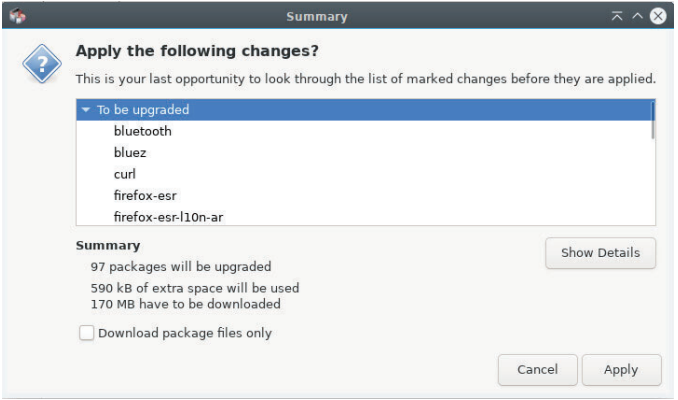 Summary
Apply the following changes?
This is your last opportunity to look through the list of marked changes before they are applied.
To be upgraded
bluetooth
bluez
curl
firefox-esr
firefox-esr-l10n-ar
Summary
Show Details
97 packages will be upgraded
590 kB of extra space will be used
170 MB have to be downloaded
Download package files only
Cancel
Apply